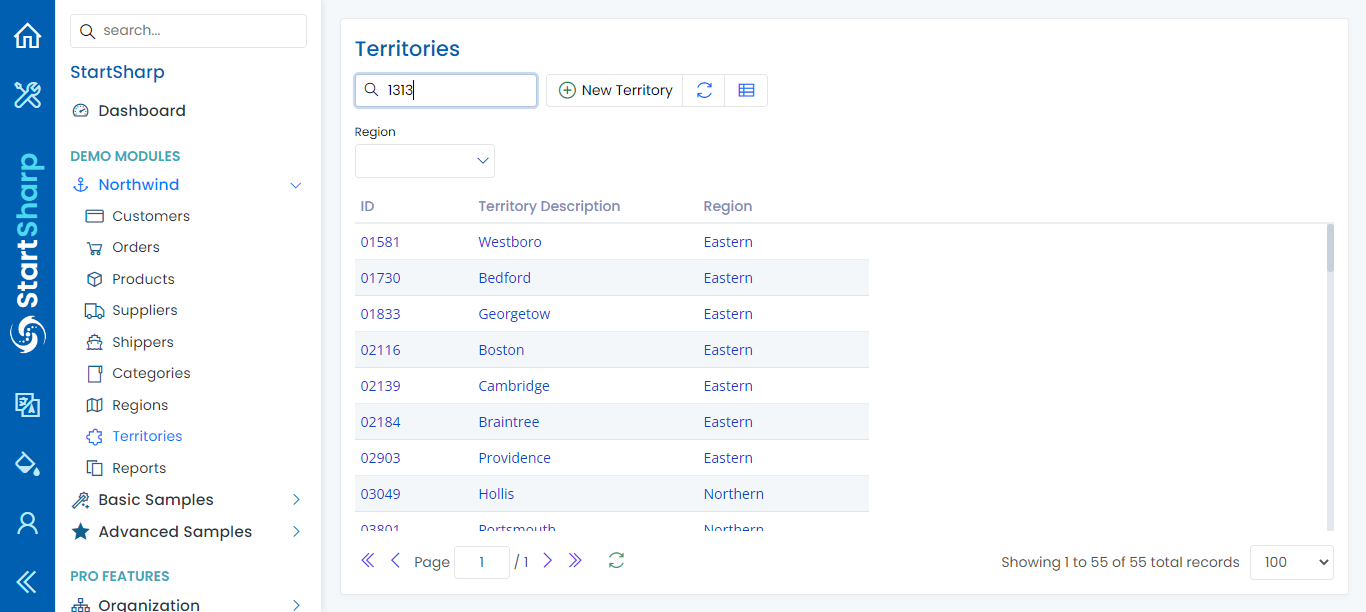 search...
StartSharp
Dashboard
DEMO MODULES
Northwind
Customers
Orders
Products
Suppliers
Shippers
Categories
Regions
Territories
Reports
Basic Samples
Advanced Samples
PRO FEATURES
Organization
StartSharp
Territories
1313
New Territory
Region
ID Territory Description Region
01581 Westboro Eastern
01730 Bedford Eastern
01833 Georgetow Eastern
02116 Boston Eastern
02139 Cambridge Eastern
02184 Braintree Eastern
02903 Providence Eastern
03049 Hollis Northern
03801 Portsmouth Northern
Page 1 / 1
Showing 1 to 55 of 55 total records
100